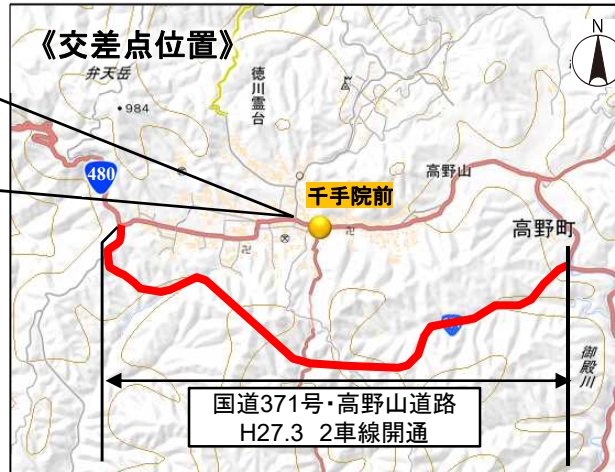 《交差点位置》
N
弁天岳
・984
徳川霊台
480
千手院前
高野山
高野町
御殿川
国道371号・高野山道路
H27.3 2車線開通